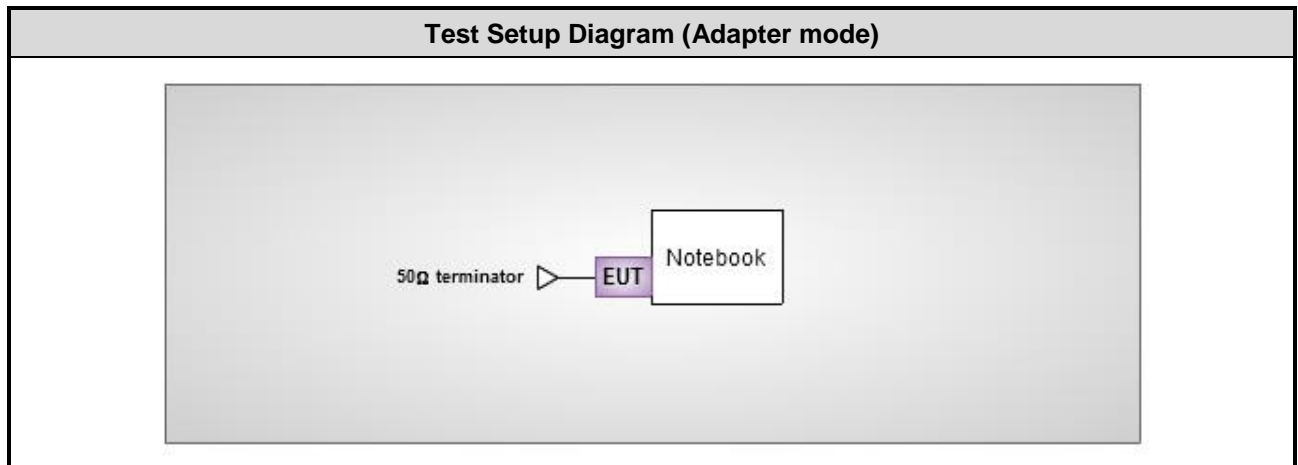 Test Setup Diagram (Adapter mode)
Notebook
50Ω terminator
EUT